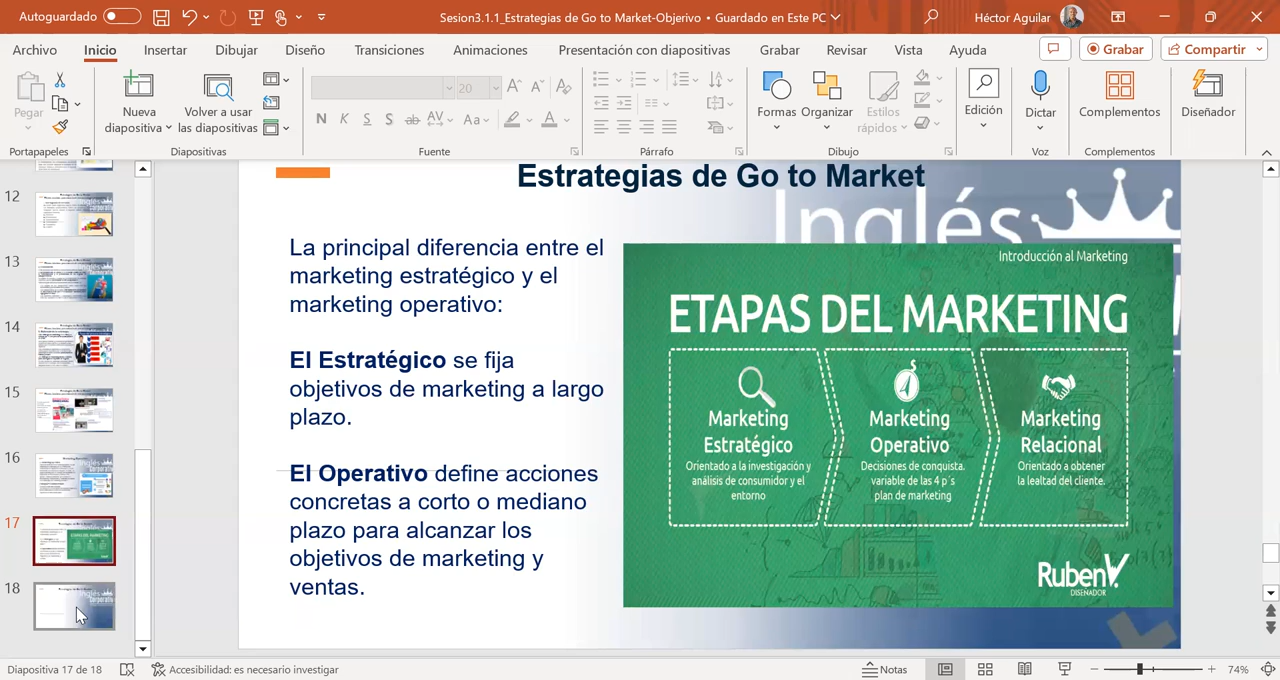 Autoguardado
Sesion3.1.1_Estrategias de Go to Market-Objerivo • Guardado en Este PC
Héctor Aguilar
Archivo Inicio Insertar Dibujar Diseño Transiciones Animaciones Presentación con diapositivas Grabar Revisar Vista Ayuda
Grabar
Compartir
Pegar
Nueva diapositiva
Volver a usar las diapositivas
20
N K S S ab AV Aa
A
Formas
Organizar
Estilos rápidos
Edición
Dictar
Complementos
Diseñador
Portapapeles
Diapositivas
Fuente
Párrafo
Dibujo
Voz
Complementos
12
13
14
15
16
17
18
Estrategias de Go to Market
Inglés
La principal diferencia entre el
marketing estratégico y el
marketing operativo:
El Estratégico se fija
objetivos de marketing a largo
plazo.
El Operativo define acciones
concretas a corto o mediano
plazo para alcanzar los
objetivos de marketing y
ventas.
Introducción al Marketing
ETAPAS DEL MARKETING
Marketing
Estratégico
Orientado a la investigación y
análisis de consumidor y el
entorno
Marketing
Operativo
Decisiones de conquista.
variable de las 4 p´s
plan de marketing
Marketing
Relacional
Orientado a obtener
la lealtad del cliente.
Ruben V.
DISEÑADOR
Diapositiva 17 de 18
Accesibilidad: es necesario investigar
Notas
74%